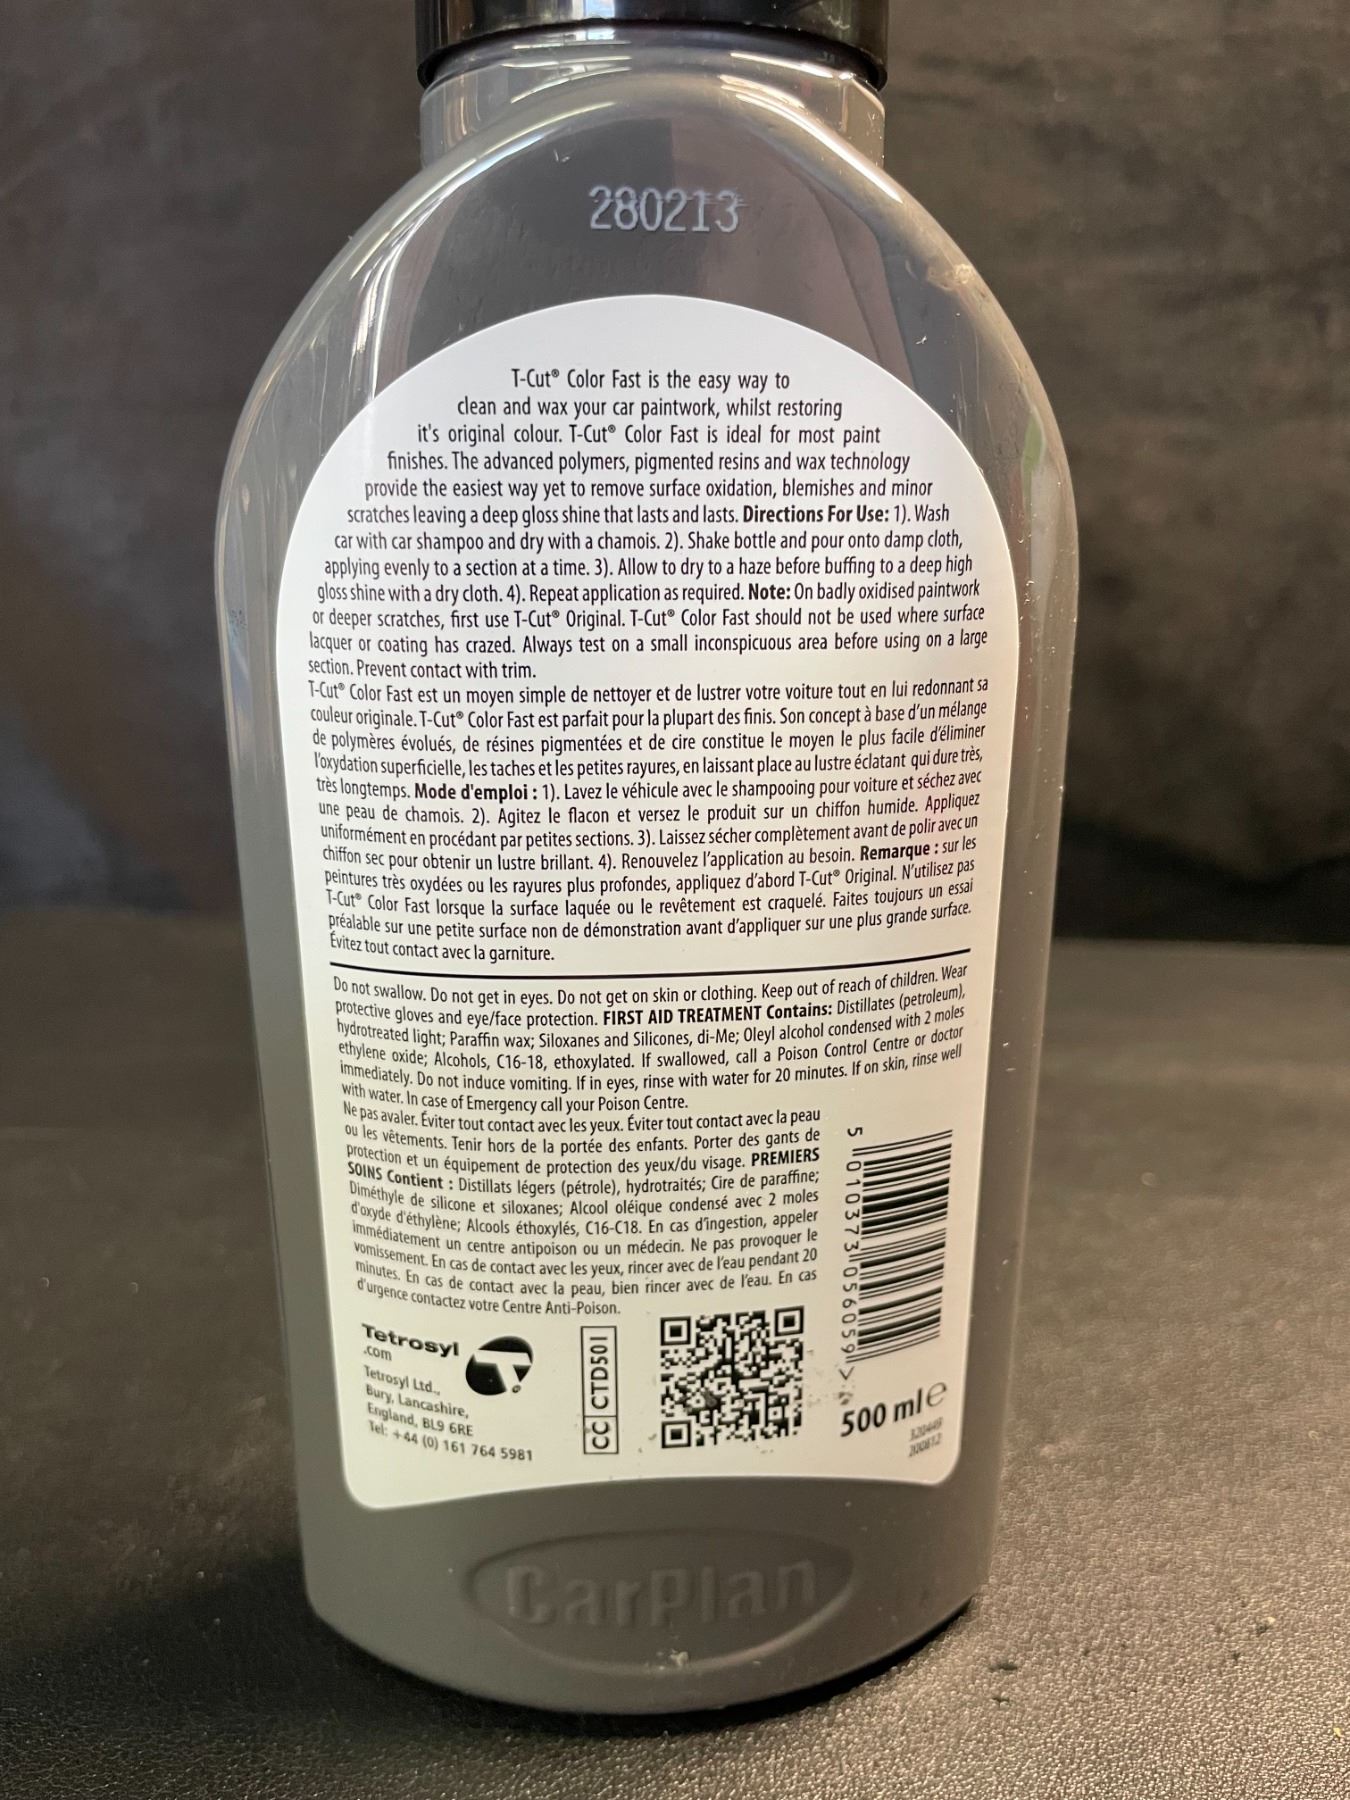 280213
T-Cut® Color Fast is the easy way to
clean and wax your car paintwork, whilst restoring
it's original colour. T-Cut® Color Fast is ideal for most paint
finishes. The advanced polymers, pigmented resins and wax technology
provide the easiest way yet to remove surface oxidation, blemishes and minor
scratches leaving a deep gloss shine that lasts and lasts. Directions For Use: 1). Wash
car with car shampoo and dry with a chamois. 2). Shake bottle and pour onto damp cloth,
applying evenly to a section at a time. 3). Allow to dry to a haze before buffing to a deep high
gloss shine with a dry cloth. 4). Repeat application as required. Note: On badly oxidised paintwork
or deeper scratches, first use T-Cut® Original. T-Cut® Color Fast should not be used where surface
lacquer or coating has crazed. Always test on a small inconspicuous area before using on a large
section. Prevent contact with trim.
T-Cut® Color Fast est un moyen simple de nettoyer et de lustrer votre voiture tout en lui redonnant sa
couleur originale. T-Cut® Color Fast est parfait pour la plupart des finis. Son concept à base d'un mélange
de polymères évolués, de résines pigmentées et de cire constitue le moyen le plus facile d'éliminer
l'oxydation superficielle, les taches et les petites rayures, en laissant place au lustre éclatant qui dure très,
très longtemps. Mode d'emploi : 1). Lavez le véhicule avec le shampooing pour voiture et séchez avec
une peau de chamois. 2). Agitez le flacon et versez le produit sur un chiffon humide. Appliquez
uniformément en procédant par petites sections. 3). Laissez sécher complètement avant de polir avec un
chiffon sec pour obtenir un lustre brillant. 4). Renouvelez l'application au besoin. Remarque : sur les
peintures très oxydées ou les rayures plus profondes, appliquez d'abord T-Cut® Original. N'utilisez pas
T-Cut® Color Fast lorsque la surface laquée ou le revêtement est craquelé. Faites toujours un essai
préalable sur une petite surface non de démonstration avant d'appliquer sur une plus grande surface.
Évitez tout contact avec la garniture.
Do not swallow. Do not get in eyes. Do not get on skin or clothing. Keep out of reach of children. Wear
protective gloves and eye/face protection. FIRST AID TREATMENT Contains: Distillates (petroleum),
hydrotreated light; Paraffin wax; Siloxanes and Silicones, di-Me; Oleyl alcohol condensed with 2 moles
ethylene oxide; Alcohols, C16-18, ethoxylated. If swallowed, call a Poison Control Centre or doctor
immediately. Do not induce vomiting. If in eyes, rinse with water for 20 minutes. If on skin, rinse well
with water. In case of Emergency call your Poison Centre.
Ne pas avaler. Éviter tout contact avec les yeux. Éviter tout contact avec la peau
ou les vêtements. Tenir hors de la portée des enfants. Porter des gants de
protection et un équipement de protection des yeux/du visage. PREMIERS
SOINS Contient : Distillats légers (pétrole), hydrotraités; Cire de paraffine;
Diméthyle de silicone et siloxanes; Alcool oléique condensé avec 2 moles
d'oxyde d'éthylène; Alcools éthoxylés, C16-C18. En cas d'ingestion, appeler
immédiatement un centre antipoison ou un médecin. Ne pas provoquer le
vomissement. En cas de contact avec les yeux, rincer avec de l'eau pendant 20
minutes. En cas de contact avec la peau, bien rincer avec de l'eau. En cas
d'urgence contactez votre Centre Anti-Poison.
5 010373 056059 >
Tetrosyl
.com
Tetrosyl Ltd.,
Bury, Lancashire,
England, BL9 6RE
Tel: +44 (0) 161 764 5981
CC CTD501
500 ml e
CarPlan